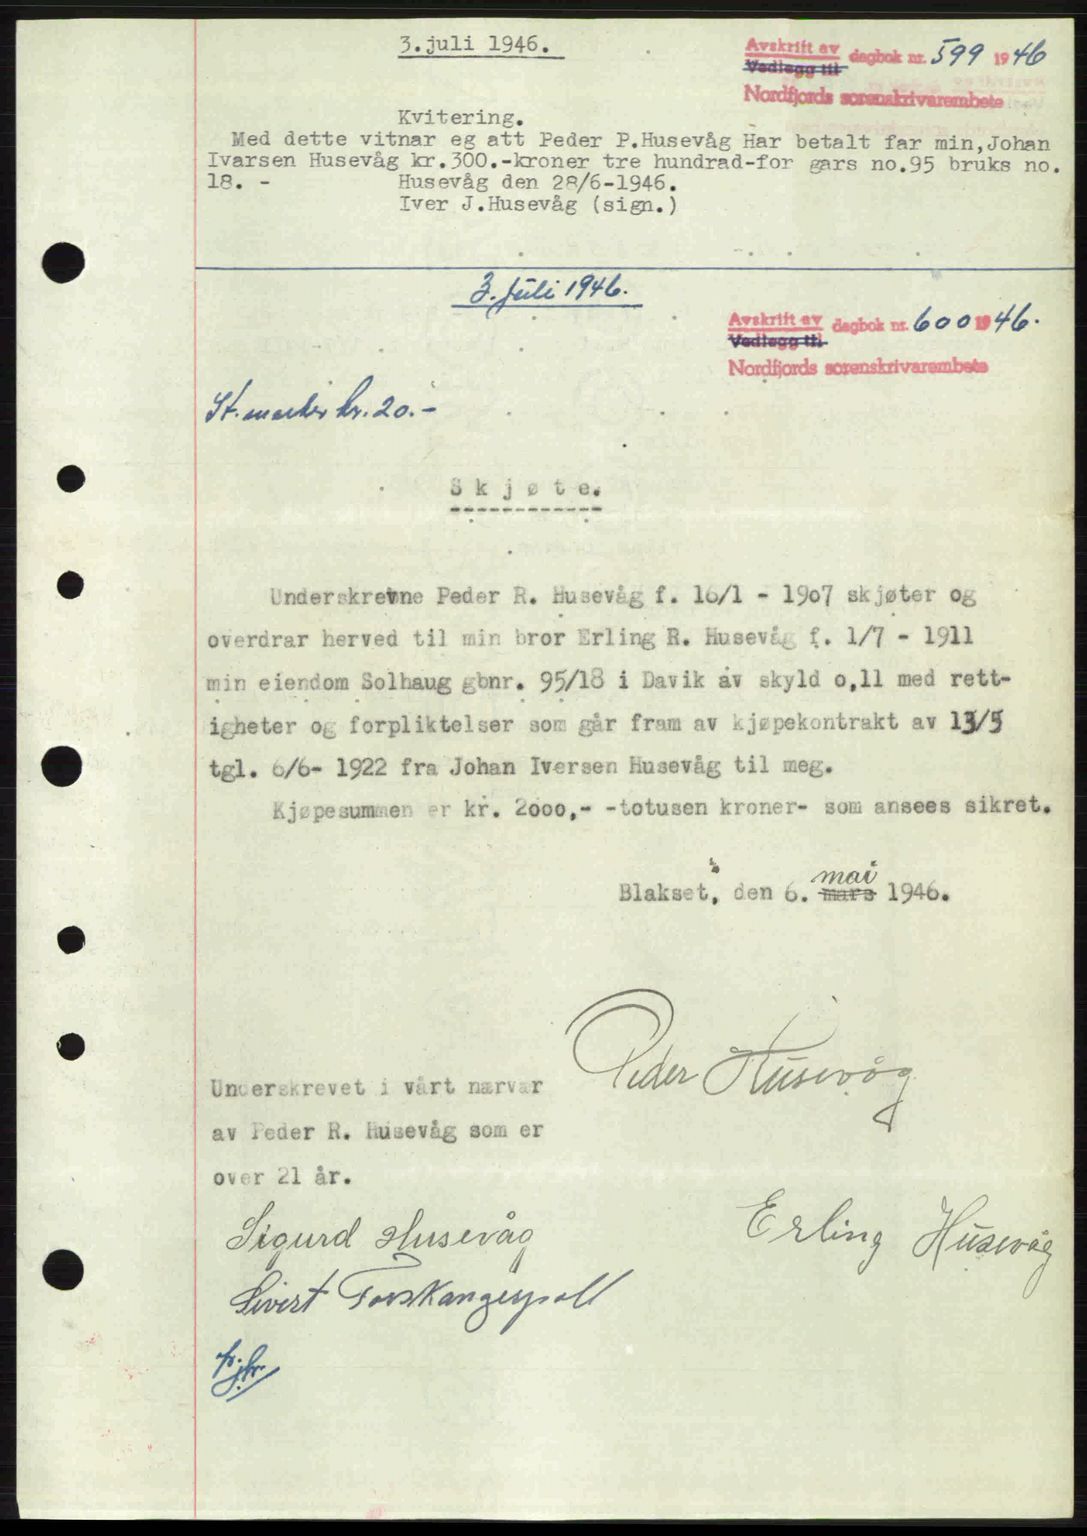 3.juli 1946.
Avskrift av dagbok nr. 599 1946
Vedlegg til
Nordfjords sorenskrivarembete
Kvitering.
Med dette vitnar eg att Peder P.Husevåg Har betalt far min,Johan
Ivarsen Husevåg kr.300.-kroner tre hundrad-for gars no.95 bruks no.
18. - Husevåg den 28/6-1946.
Iver J.Husevåg (sign.)
3. juli 1946.
Avskrift av dagbok nr. 600 1946.
Vedlegg til
Nordfjords sorenskrivarembete
St. merker kr. 20.-
Skjøte.
Underskrevne Peder R. Husevåg f. 16/1 - 1907 skjøter og
overdrar herved til min bror Erling R. Husevåg f. 1/7 - 1911
min eiendom Solhaug gbnr. 95/18 i Davik av skyld o,11 med rett-
igheter og forpliktelser som går fram av kjøpekontrakt av 13/5
tgl. 6/6- 1922 fra Johan Iversen Husevåg til meg.
Kjøpesummen er kr. 2000,- -totusen kroner- som ansees sikret.
mai
Blakset, den 6. mars 1946.
Peder Husevåg
Underskrevet i vårt nærvær
av Peder R. Husevåg som er
over 21 år.
Sigurd Husevåg
Erling Husevåg
Sivert